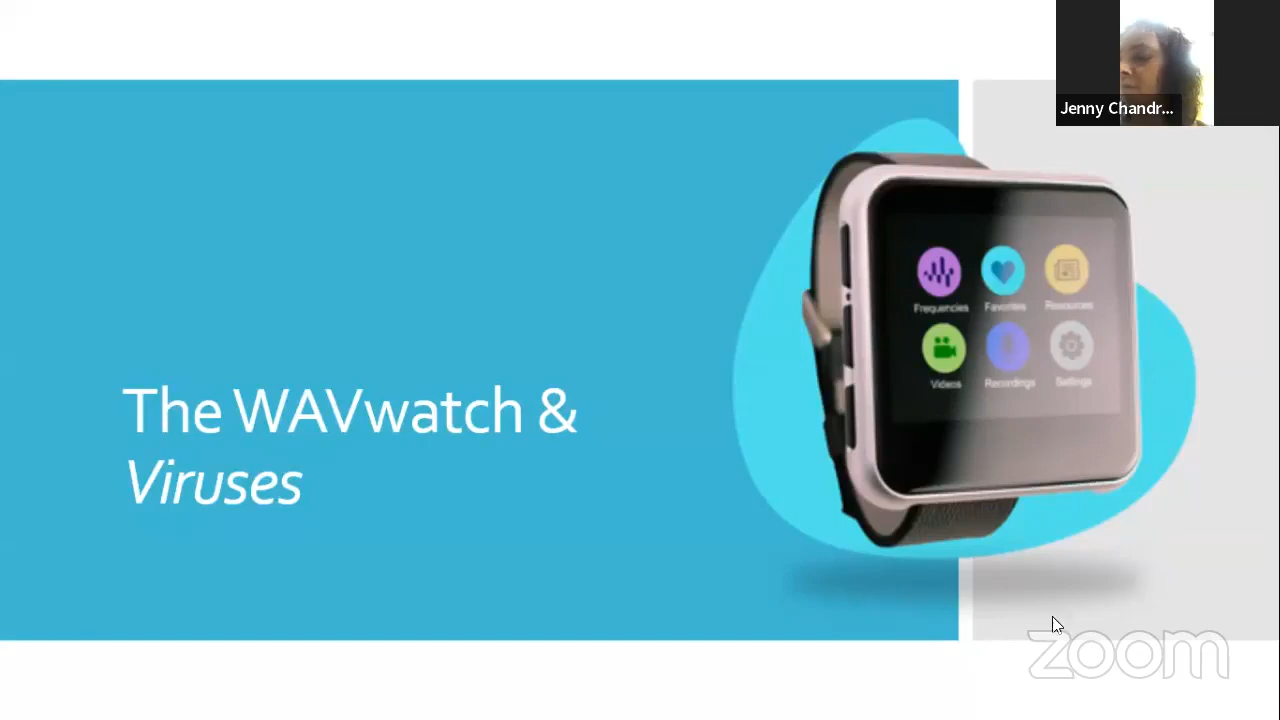 Jenny Chandr...
Frequencies
Favorites
Resources
Videos
Recordings
Settings
The WAVwatch &
Viruses
zoom